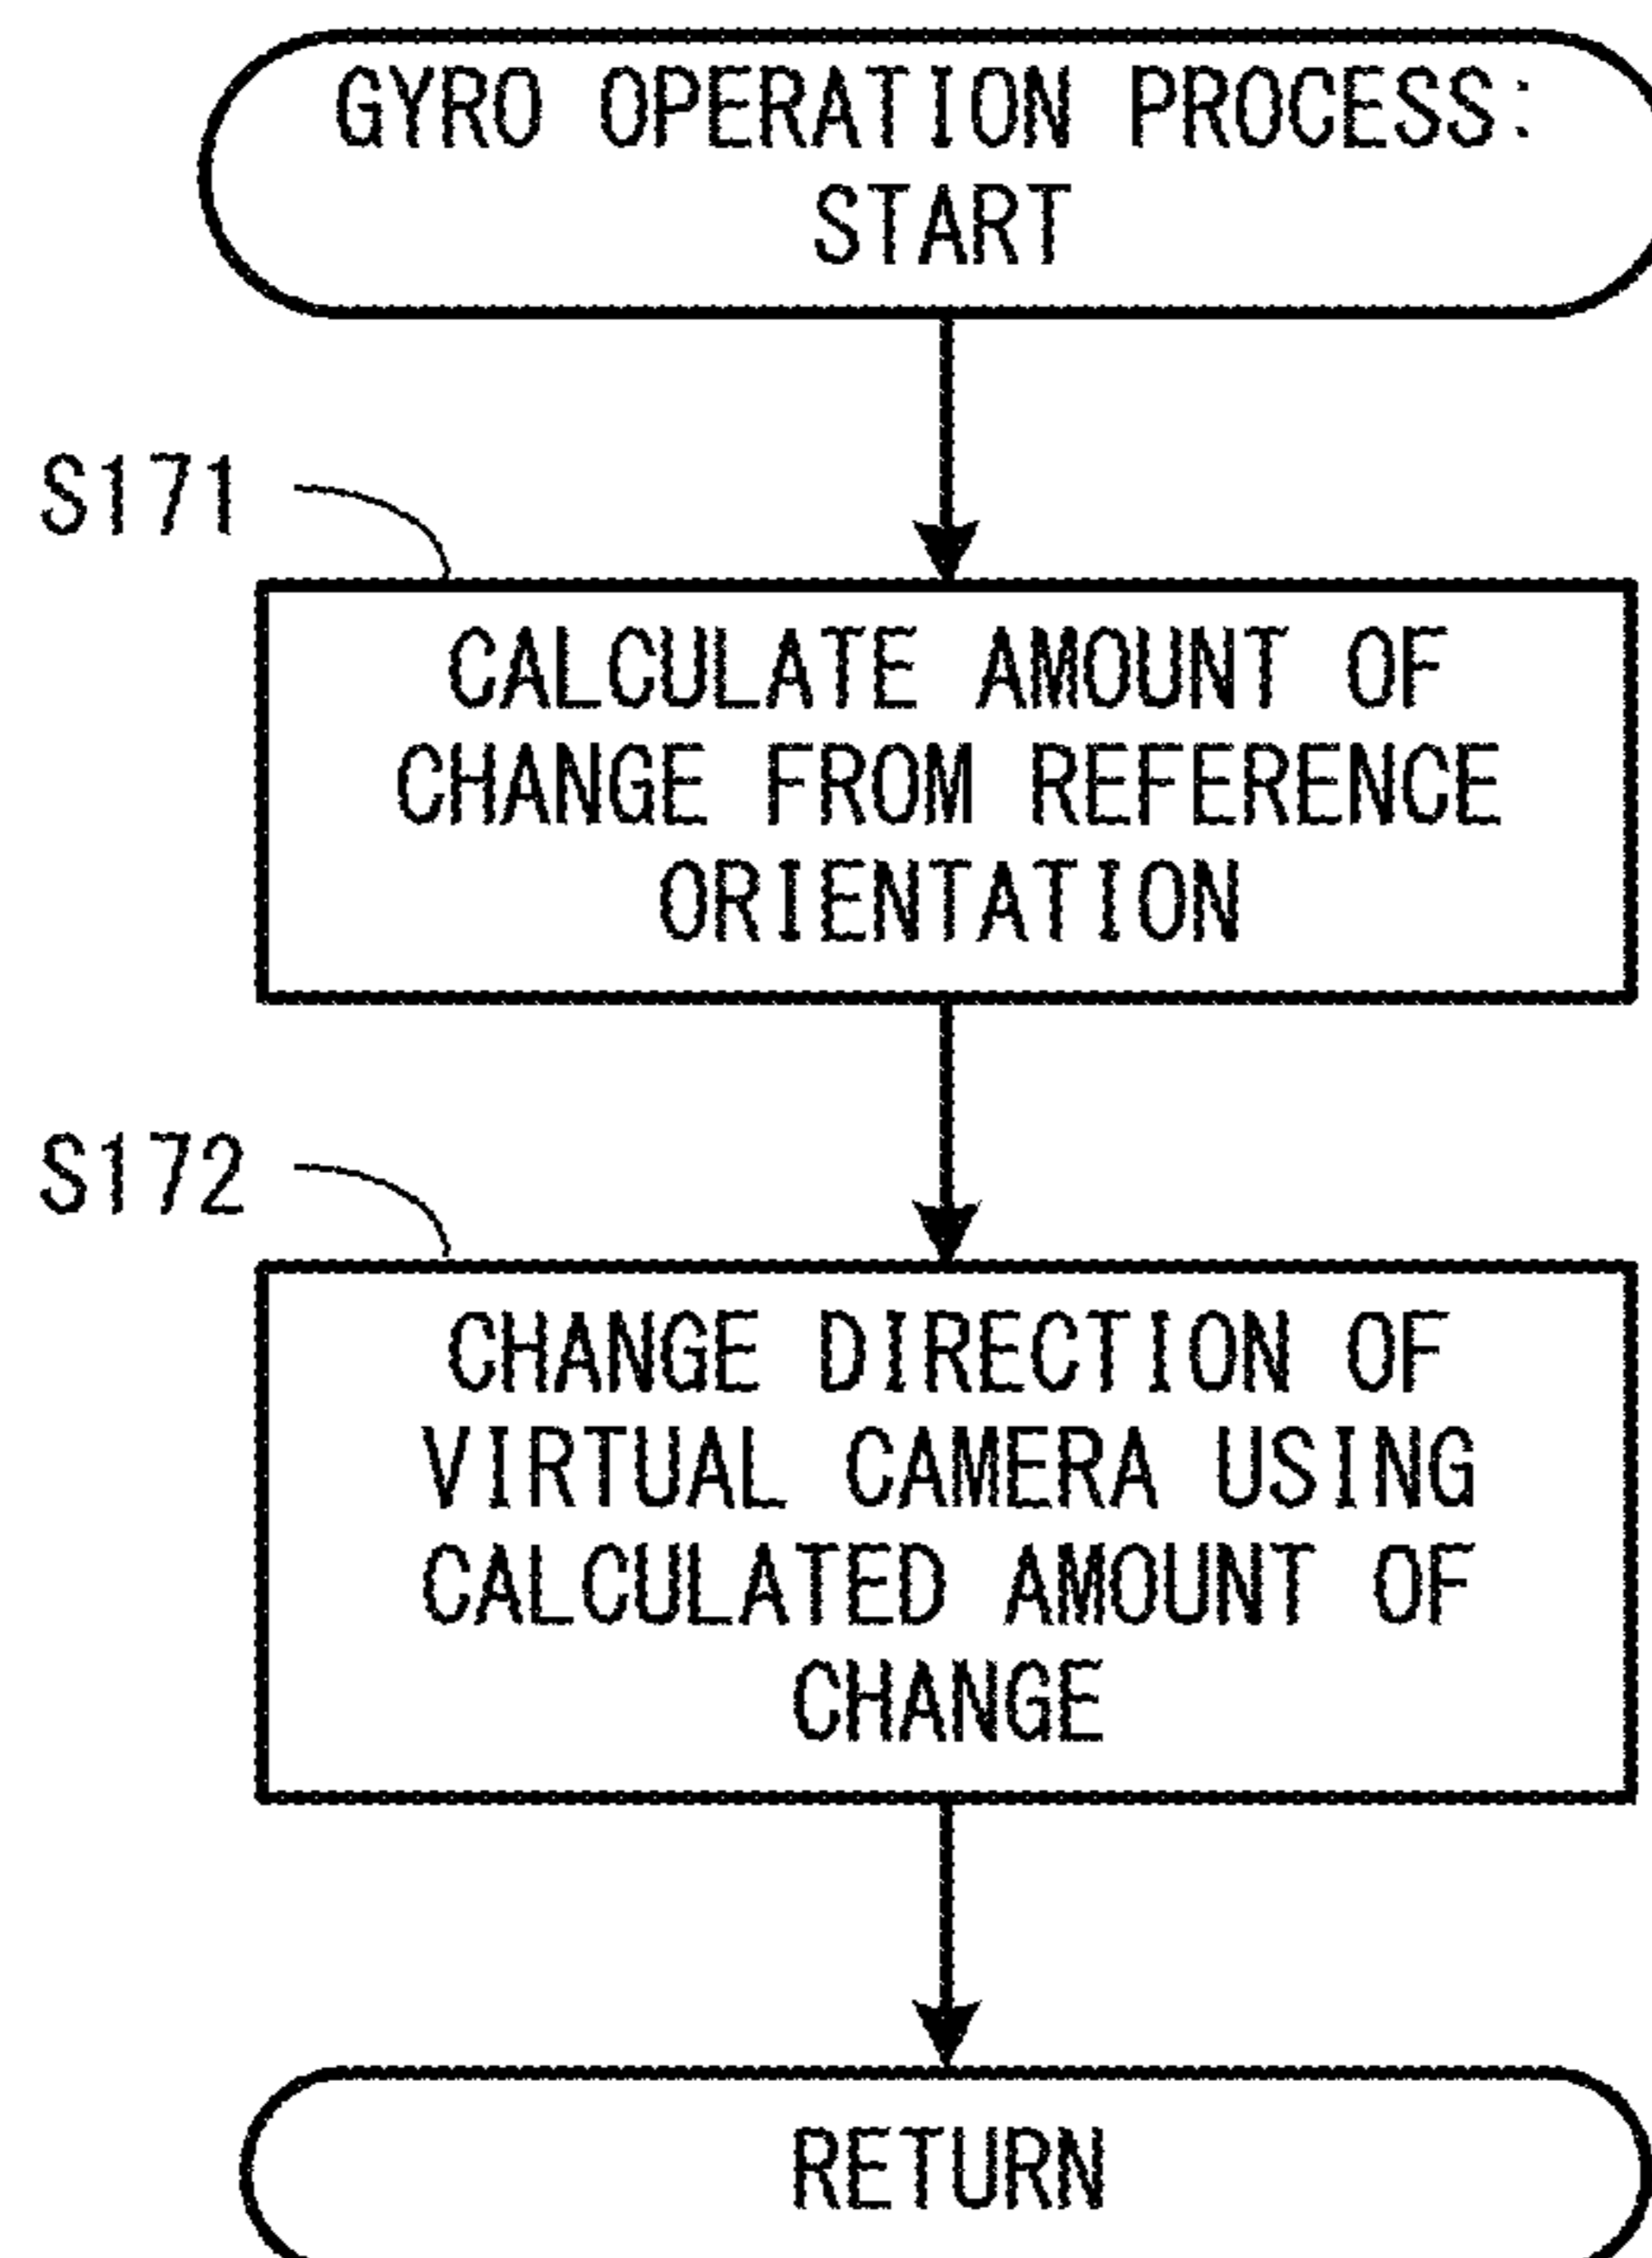 GYRO OPERATION PROCESS:
START
S171
CALCULATE AMOUNT OF
CHANGE FROM REFERENCE
ORIENTATION
S172
CHANGE DIRECTION OF
VIRTUAL CAMERA USING
CALCULATED AMOUNT OF
CHANGE
RETURN